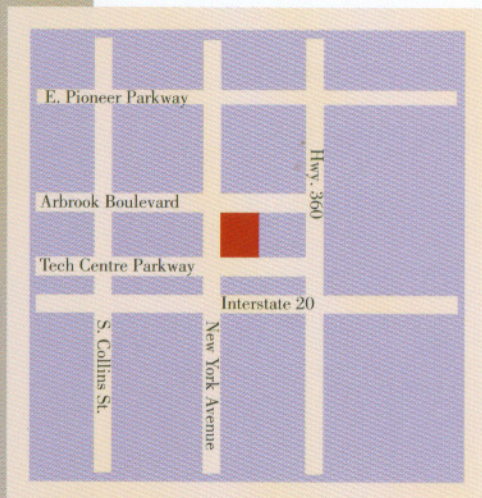 E. Pioneer Parkway
Hwy. 360
Arbrook Boulevard
Tech Centre Parkway
Interstate 20
S. Collins St.
New York Avenue